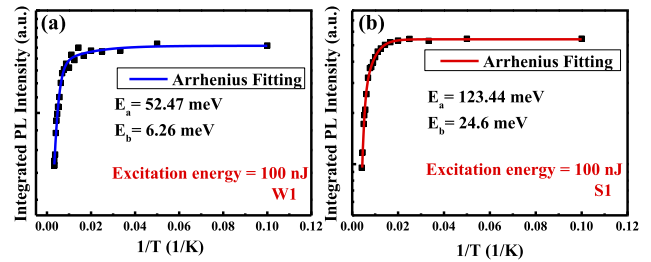 (a)
Integrated PL Intensity (a.u.)
Arrhenius Fitting
Ea= 52.47 meV
Eb= 6.26 meV
Excitation energy = 100 nJ
W1
0.00 0.02 0.04 0.06 0.08 0.10 0.12
1/T (1/K)
(b)
Integrated PL Intensity (a.u.)
Arrhenius Fitting
Ea= 123.44 meV
Eb= 24.6 meV
Excitation energy = 100 nJ
S1
0.00 0.02 0.04 0.06 0.08 0.10 0.12
1/T (1/K)